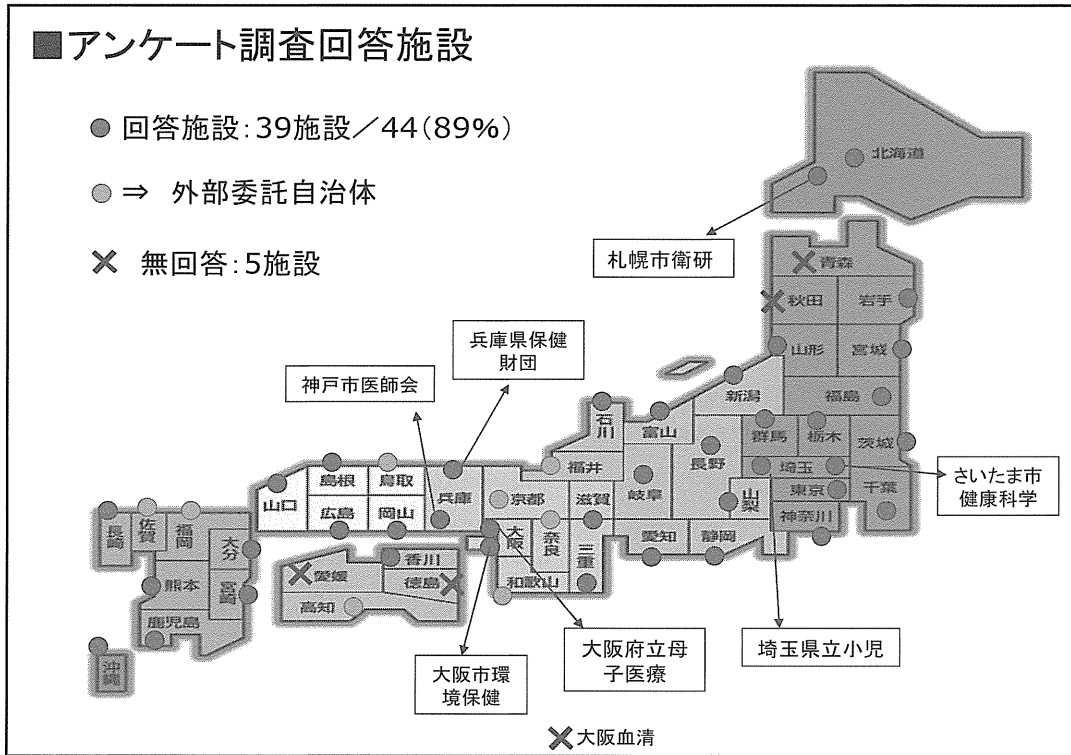 ■アンケート調査回答施設
● 回答施設:39施設／44(89%)
● ⇒ 外部委託自治体
✕ 無回答:5施設
北海道
札幌市衛研
青森
秋田
岩手
山形
宮城
福島
新潟
兵庫県保健
財団
神戸市医師会
石川
富山
群馬
栃木
茨城
長野
埼玉
さいたま市
健康科学
福井
岐阜
山梨
東京
千葉
神奈川
島根
鳥取
兵庫
京都
滋賀
山口
広島
岡山
大阪
奈良
三重
愛知
静岡
和歌山
長崎
佐賀
福岡
大分
熊本
宮崎
鹿児島
沖縄
香川
愛媛
徳島
高知
大阪市環
境保健
大阪府立母
子医療
埼玉県立小児
✕大阪血清